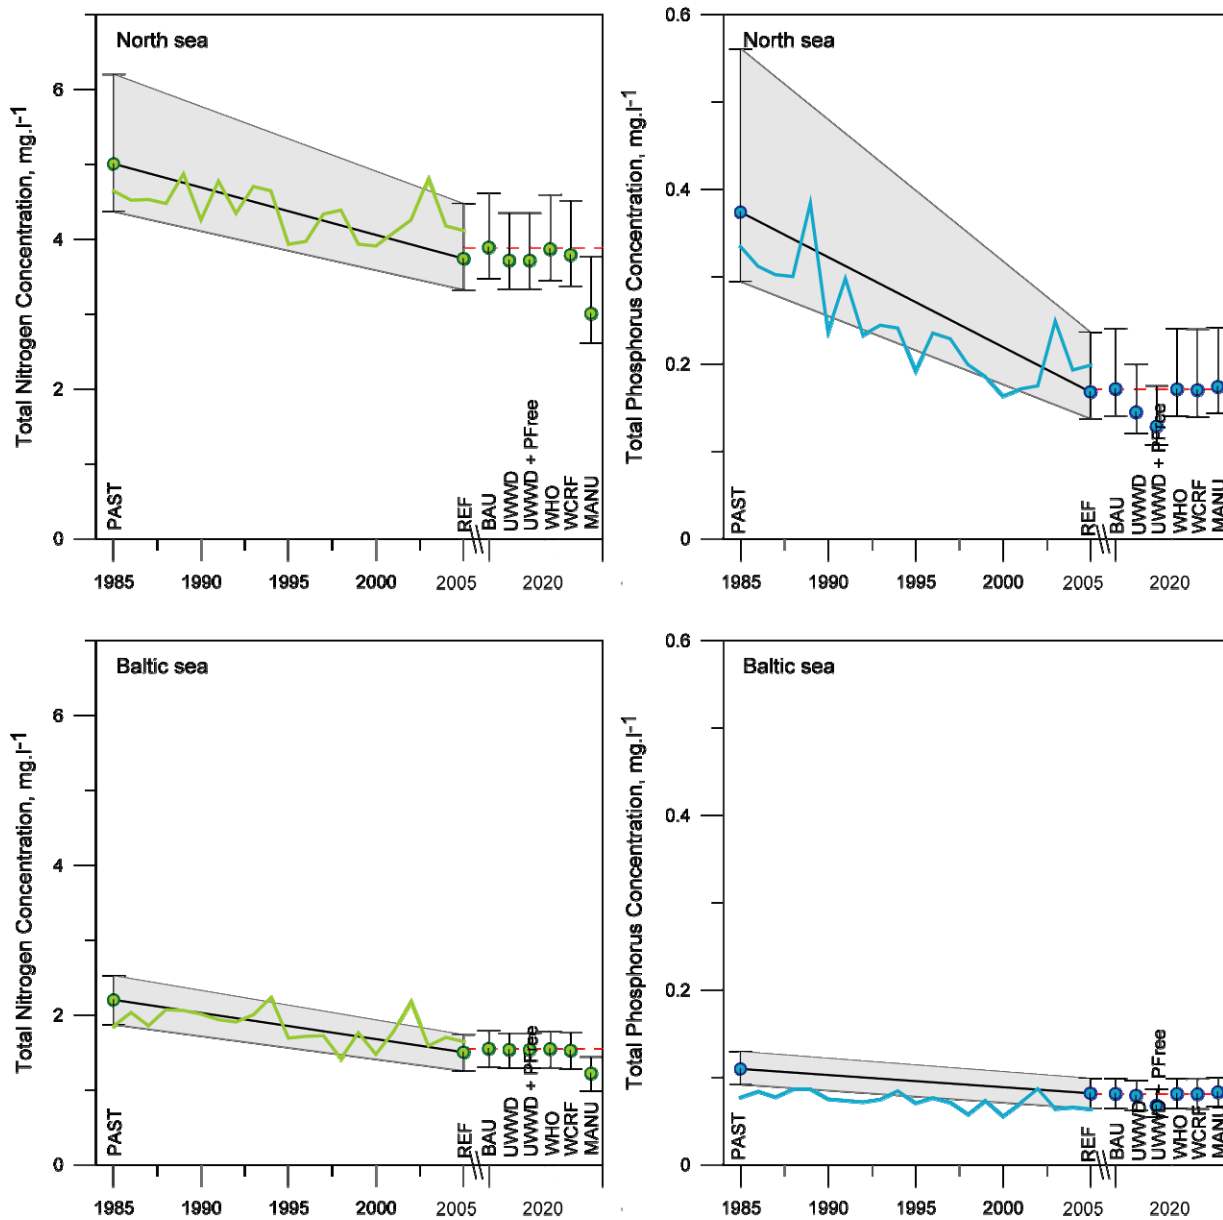 North sea
Total Nitrogen Concentration, mg.l-1
6
4
2
0
PAST
REF
BAU
UWWD
UWWD + PFree
WHO
WCRF
MANU
1985
1990
1995
2000
2005
2020
North sea
Total Phosphorus Concentration, mg.l-1
0.6
0.4
0.2
0
PAST
REF
BAU
UWWD
UWWD + PFree
WHO
WCRF
MANU
1985
1990
1995
2000
2005
2020
Baltic sea
Total Nitrogen Concentration, mg.l-1
6
4
2
0
PAST
REF
BAU
UWWD
UWWD + PFree
WHO
WCRF
MANU
1985
1990
1995
2000
2005
2020
Baltic sea
Total Phosphorus Concentration, mg.l-1
0.6
0.4
0.2
0
PAST
REF
BAU
UWWD
UWWD + PFree
WHO
WCRF
MANU
1985
1990
1995
2000
2005
2020